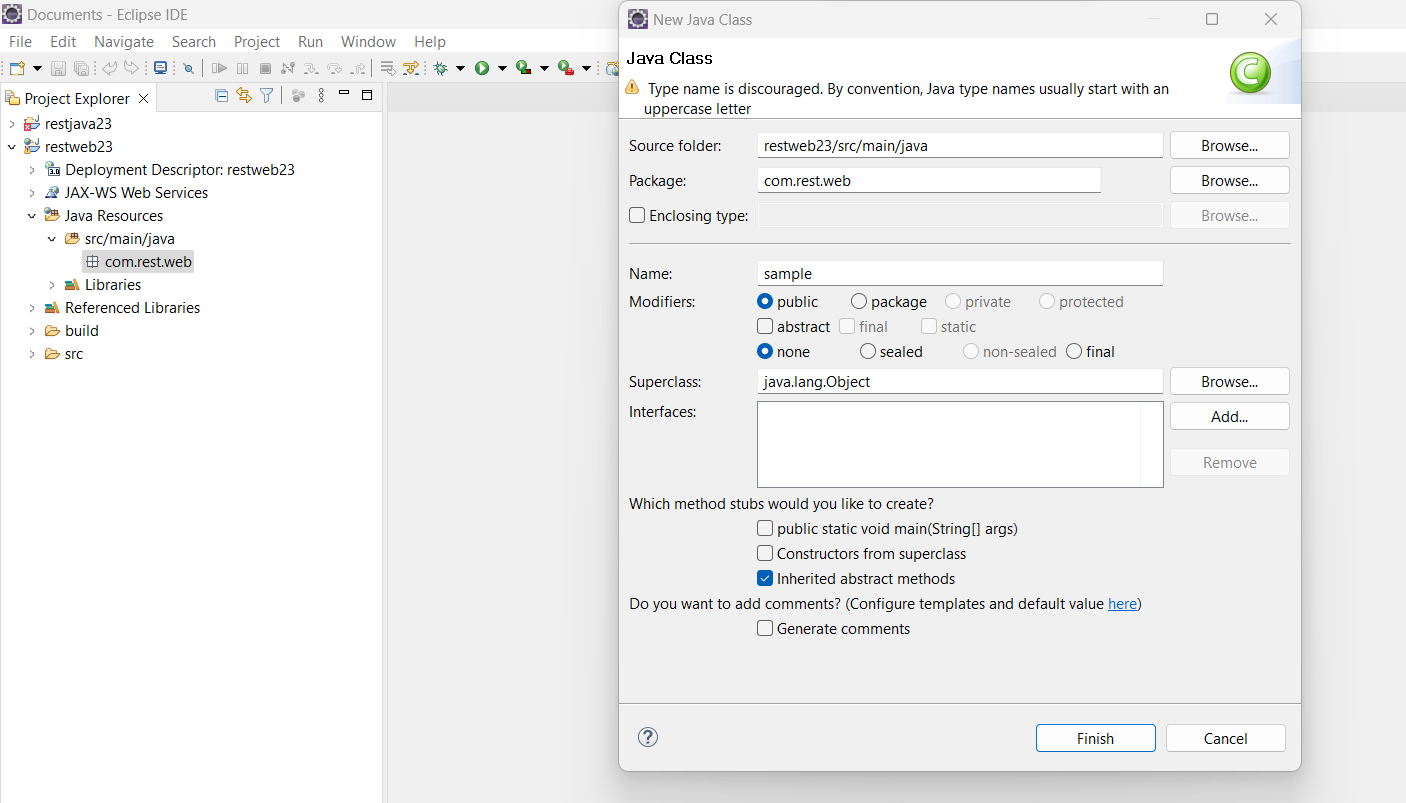 Documents - Eclipse IDE
File Edit Navigate Search Project Run Window Help
Project Explorer
restjava23
restweb23
Deployment Descriptor: restweb23
JAX-WS Web Services
Java Resources
src/main/java
com.rest.web
Libraries
Referenced Libraries
build
src
New Java Class
Java Class
Type name is discouraged. By convention, Java type names usually start with an
uppercase letter
Source folder: restweb23/src/main/java Browse...
Package: com.rest.web Browse...
Enclosing type: Browse...
Name: sample
Modifiers: public package private protected
abstract final static
none sealed non-sealed final
Superclass: java.lang.Object Browse...
Interfaces: Add...
Remove
Which method stubs would you like to create?
public static void main(String[] args)
Constructors from superclass
Inherited abstract methods
Do you want to add comments? (Configure templates and default value here)
Generate comments
Finish Cancel